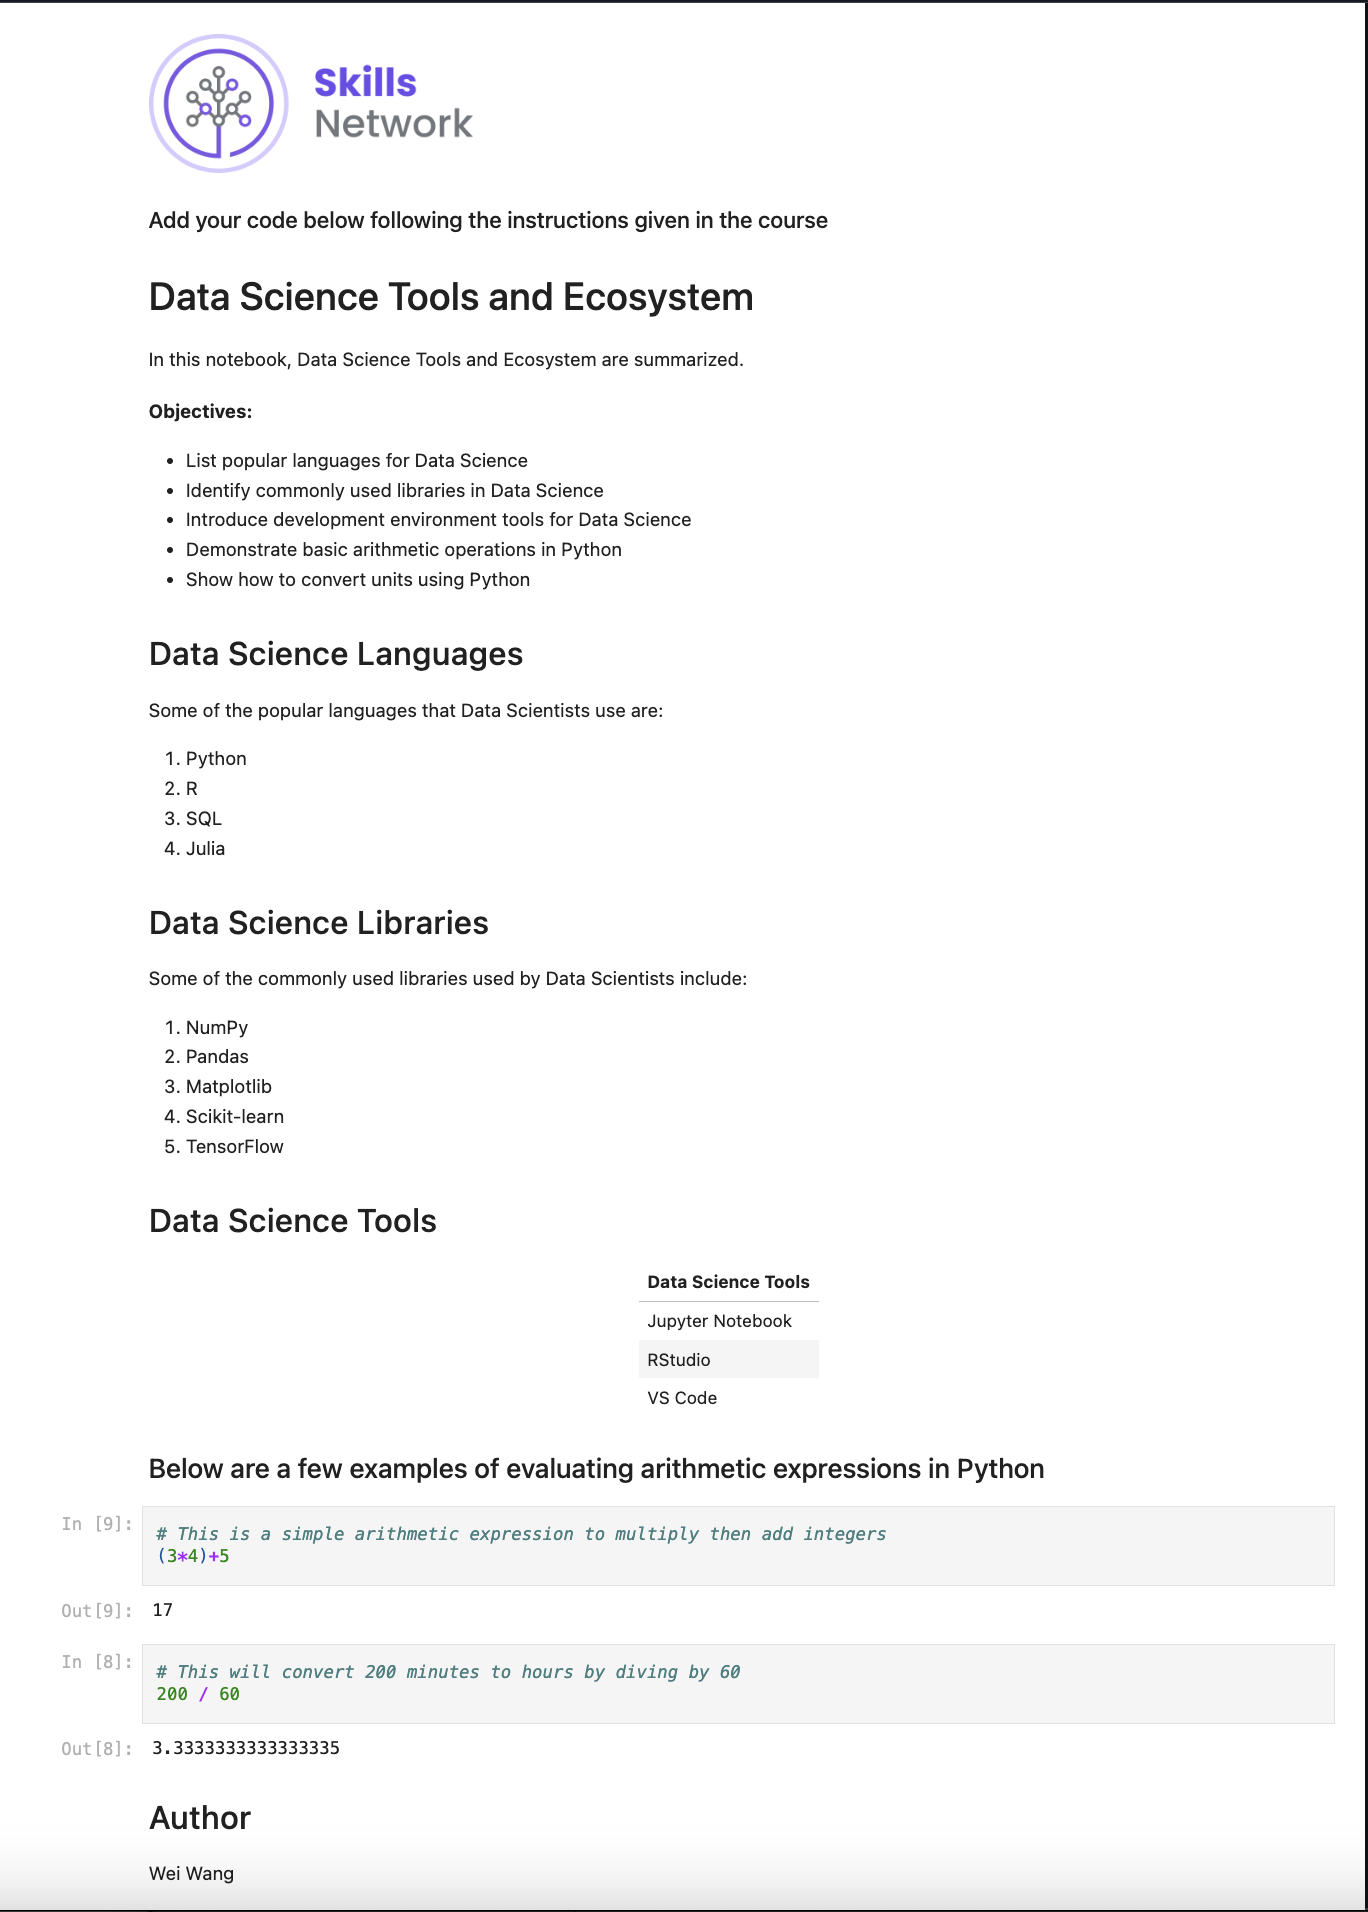 Skills
Network
Add your code below following the instructions given in the course
Data Science Tools and Ecosystem
In this notebook, Data Science Tools and Ecosystem are summarized.
Objectives:
• List popular languages for Data Science
• Identify commonly used libraries in Data Science
• Introduce development environment tools for Data Science
• Demonstrate basic arithmetic operations in Python
• Show how to convert units using Python
Data Science Languages
Some of the popular languages that Data Scientists use are:
1. Python
2. R
3. SQL
4. Julia
Data Science Libraries
Some of the commonly used libraries used by Data Scientists include:
1. NumPy
2. Pandas
3. Matplotlib
4. Scikit-learn
5. TensorFlow
Data Science Tools
Data Science Tools
Jupyter Notebook
RStudio
VS Code
Below are a few examples of evaluating arithmetic expressions in Python
In [9]: # This is a simple arithmetic expression to multiply then add integers
(3*4)+5
Out[9]: 17
In [8]: # This will convert 200 minutes to hours by diving by 60
200 / 60
Out[8]: 3.3333333333333335
Author
Wei Wang